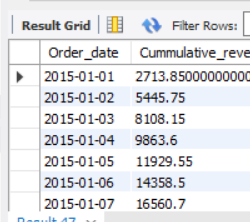 Result Grid Filter Rows:
Order_date Cummulative_reve
2015-01-01 2713.8500000000
2015-01-02 5445.75
2015-01-03 8108.15
2015-01-04 9863.6
2015-01-05 11929.55
2015-01-06 14358.5
2015-01-07 16560.7
Result 47